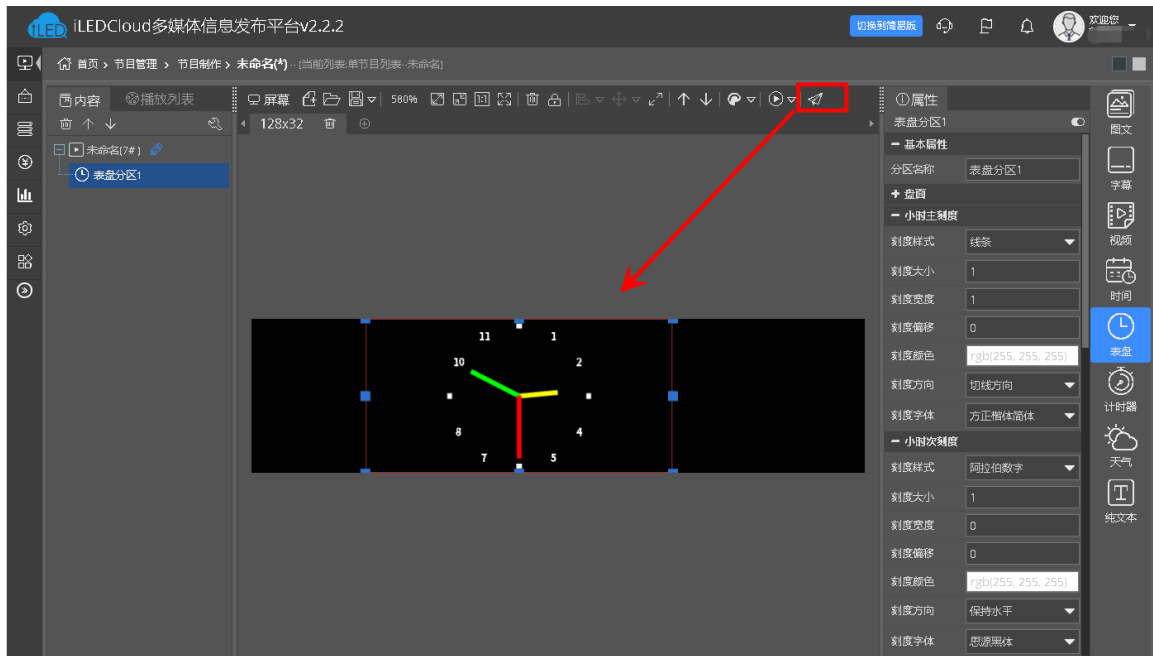 iLED iLEDCloud多媒体信息发布平台v2.2.2
切换到简易版
欢迎您
首页 › 节目管理 › 节目制作 › 未命名(*) -- (当前列表:单节目列表--未命名)
内容 播放列表
屏幕 580% 1:1
属性
128x32
表盘分区1
未命名(7#)
表盘分区1
基本属性
分区名称 表盘分区1
盘面
小时主刻度
刻度样式 线条
刻度大小 1
刻度宽度 1
刻度偏移 0
刻度颜色 rgb(255, 255, 255)
刻度方向 切线方向
刻度字体 方正楷体简体
小时次刻度
刻度样式 阿拉伯数字
刻度大小 1
刻度宽度 0
刻度偏移 0
刻度颜色 rgb(255, 255, 255)
刻度方向 保持水平
刻度字体 思源黑体
11 1
10 2
8 4
7 5
图文
字幕
视频
时间
表盘
计时器
天气
纯文本